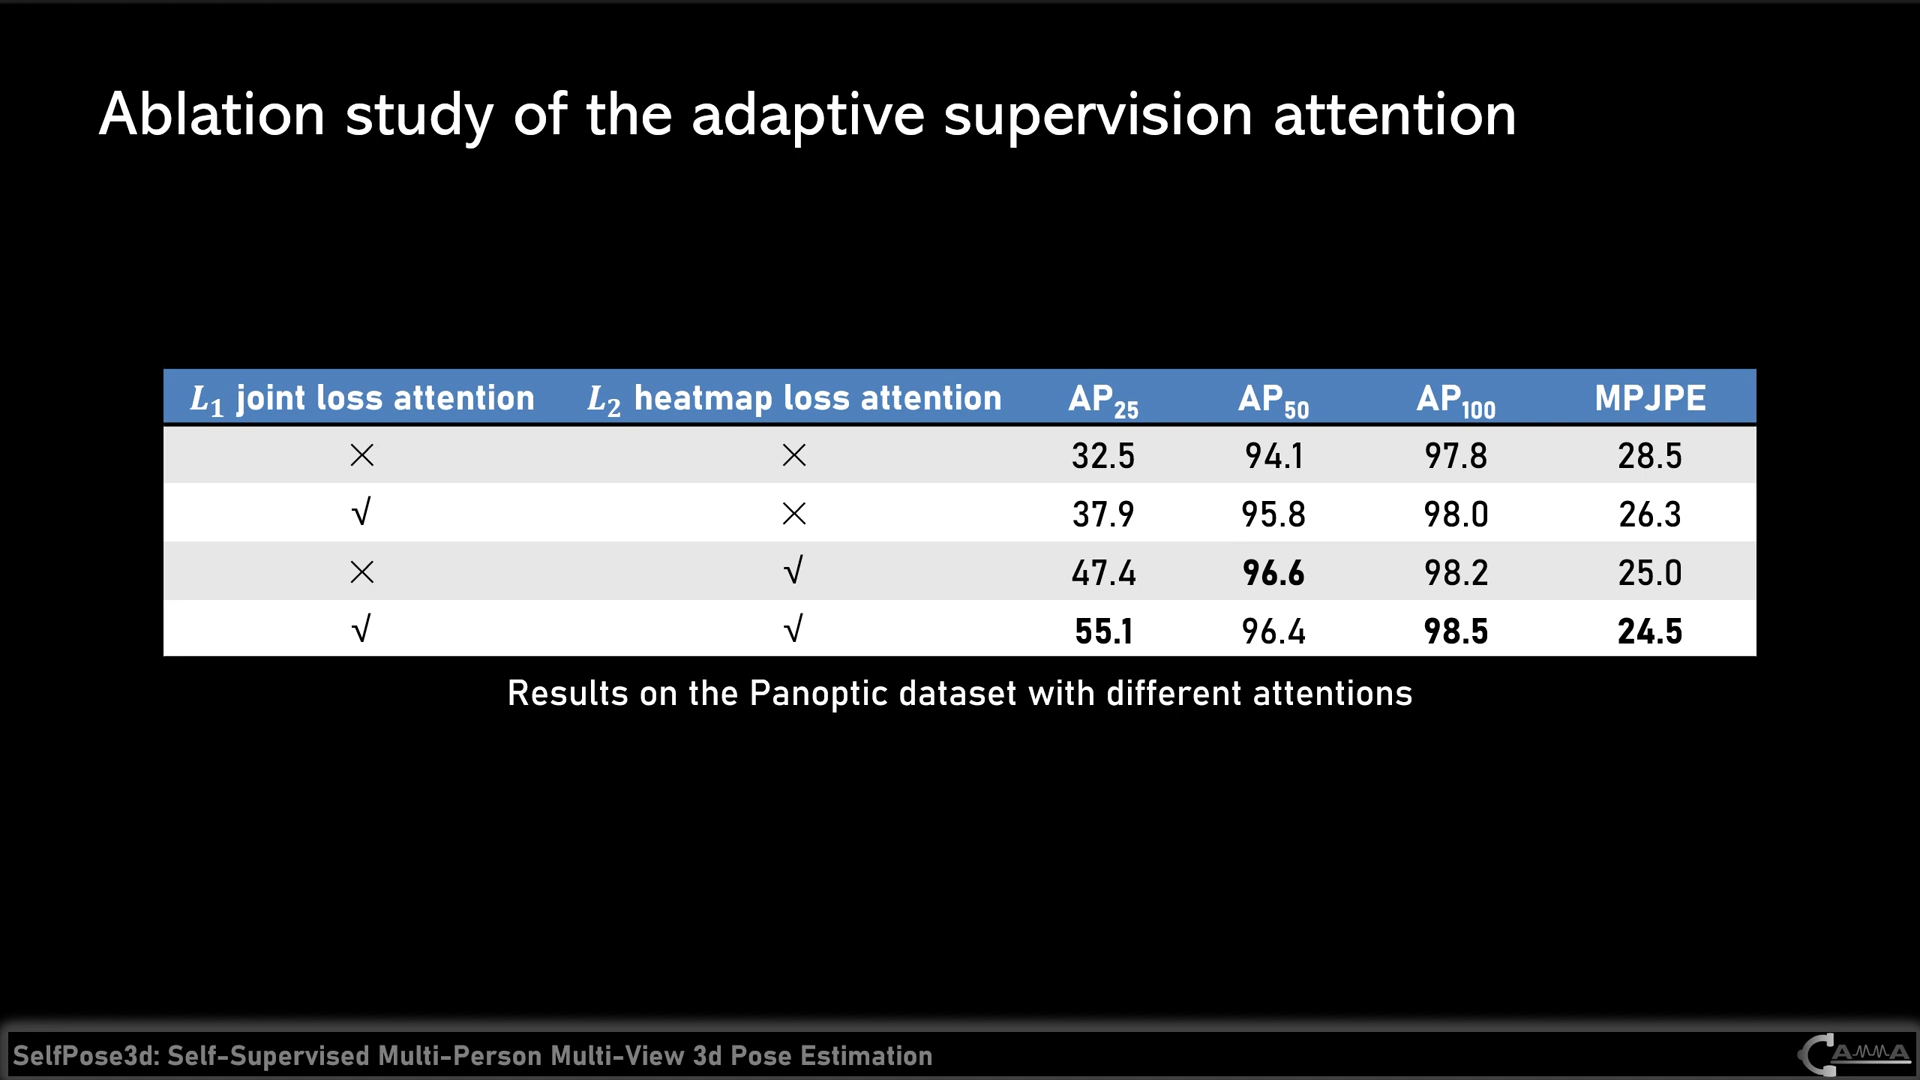 Ablation study of the adaptive supervision attention
L₁ joint loss attention L₂ heatmap loss attention AP₂₅ AP₅₀ AP₁₀₀ MPJPE
× × 32.5 94.1 97.8 28.5
√ × 37.9 95.8 98.0 26.3
× √ 47.4 96.6 98.2 25.0
√ √ 55.1 96.4 98.5 24.5
Results on the Panoptic dataset with different attentions
SelfPose3d: Self-Supervised Multi-Person Multi-View 3d Pose Estimation
CAMMA